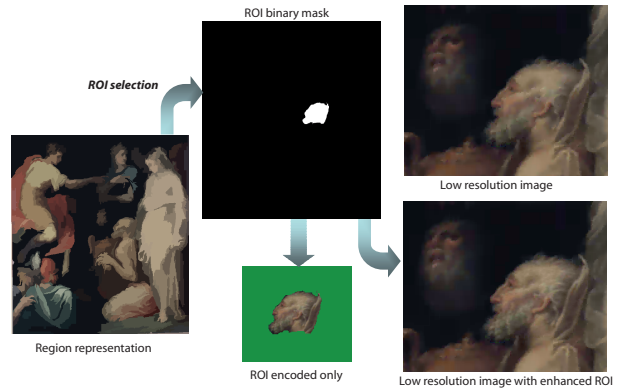 ROI binary mask
ROI selection
Low resolution image
Region representation
ROI encoded only
Low resolution image with enhanced ROI